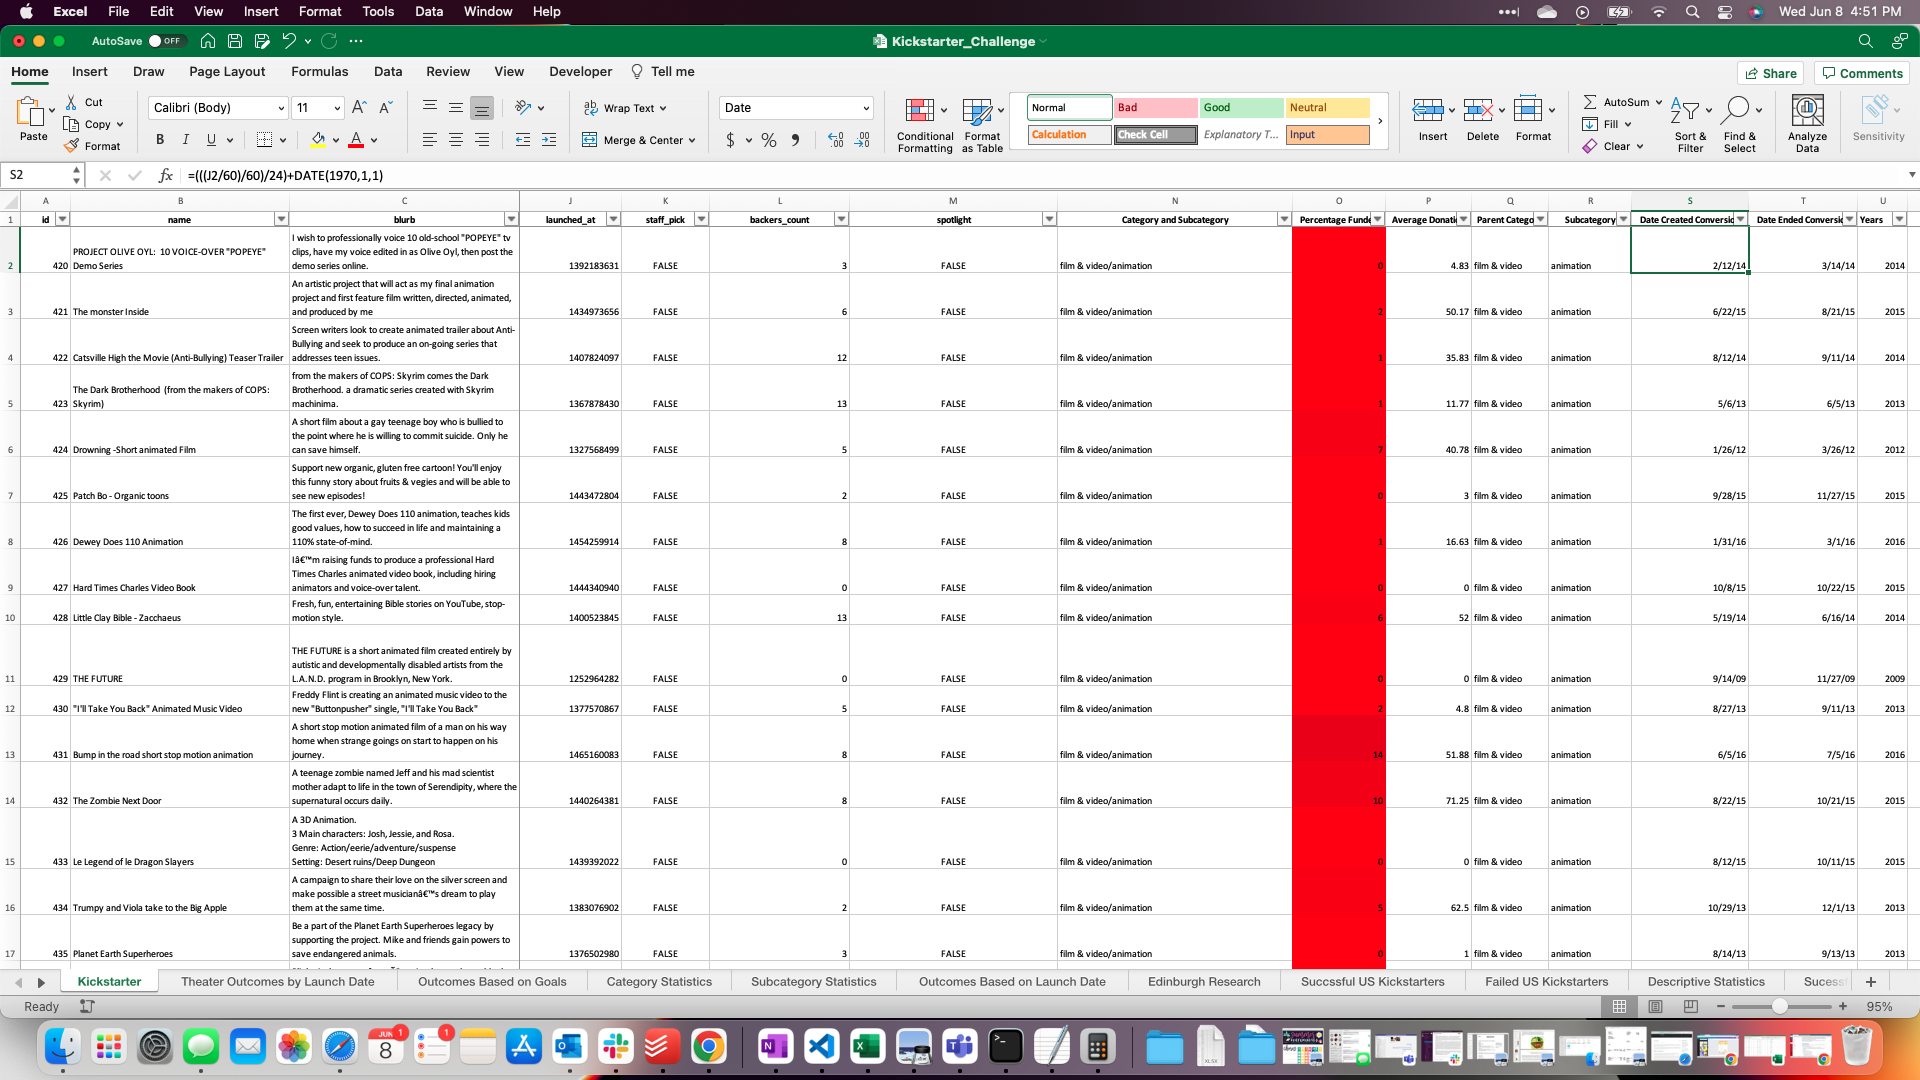 Excel File Edit View Insert Format Tools Data Window Help Wed Jun 8 4:51 PM
AutoSave OFF Kickstarter_Challenge
Home Insert Draw Page Layout Formulas Data Review View Developer Tell me Share Comments
Paste Cut Copy Format
Calibri (Body) 11 Wrap Text Date
B I U Merge & Center $ %
Conditional Formatting Format as Table
Normal Bad Good Neutral
Calculation Check Cell Explanatory T... Input
Insert Delete Format
AutoSum Fill Clear
Sort & Filter Find & Select Analyze Data Sensitivity
S2 fx =(((J2/60)/60)/24)+DATE(1970,1,1)
A B C J K L M N O P Q R S T U
1 id name blurb launched_at staff_pick backers_count spotlight Category and Subcategory Percentage Funde Average Donati Parent Catego Subcategory Date Created Conversic Date Ended Conversic Years
2 420 PROJECT OLIVE OYL: 10 VOICE-OVER "POPEYE" Demo Series I wish to professionally voice 10 old-school "POPEYE" tv clips, have my voice edited in as Olive Oyl, then post the demo series online. 1392183631 FALSE 3 FALSE film & video/animation 0 4.83 film & video animation 2/12/14 3/14/14 2014
3 421 The monster Inside An artistic project that will act as my final animation project and first feature film written, directed, animated, and produced by me 1434973656 FALSE 6 FALSE film & video/animation 2 50.17 film & video animation 6/22/15 8/21/15 2015
4 422 Catsville High the Movie (Anti-Bullying) Teaser Trailer Screen writers look to create animated trailer about Anti-Bullying and seek to produce an on-going series that addresses teen issues. 1407824097 FALSE 12 FALSE film & video/animation 1 35.83 film & video animation 8/12/14 9/11/14 2014
5 423 The Dark Brotherhood (from the makers of COPS: Skyrim) from the makers of COPS: Skyrim comes the Dark Brotherhood. a dramatic series created with Skyrim machinima. 1367878430 FALSE 13 FALSE film & video/animation 1 11.77 film & video animation 5/6/13 6/5/13 2013
6 424 Drowning -Short animated Film A short film about a gay teenage boy who is bullied to the point where he is willing to commit suicide. Only he can save himself. 1327568499 FALSE 5 FALSE film & video/animation 7 40.78 film & video animation 1/26/12 3/26/12 2012
7 425 Patch Bo - Organic toons Support new organic, gluten free cartoon! You'll enjoy this funny story about fruits & vegies and will be able to see new episodes! 1443472804 FALSE 2 FALSE film & video/animation 0 3 film & video animation 9/28/15 11/27/15 2015
8 426 Dewey Does 110 Animation The first ever, Dewey Does 110 animation, teaches kids good values, how to succeed in life and maintaining a 110% state-of-mind. 1454259914 FALSE 8 FALSE film & video/animation 1 16.63 film & video animation 1/31/16 3/1/16 2016
9 427 Hard Times Charles Video Book Iâ€™m raising funds to produce a professional Hard Times Charles animated video book, including hiring animators and voice-over talent. 1444340940 FALSE 0 FALSE film & video/animation 0 0 film & video animation 10/8/15 10/22/15 2015
10 428 Little Clay Bible - Zacchaeus Fresh, fun, entertaining Bible stories on YouTube, stop-motion style. 1400523845 FALSE 13 FALSE film & video/animation 6 52 film & video animation 5/19/14 6/16/14 2014
11 429 THE FUTURE THE FUTURE is a short animated film created entirely by autistic and developmentally disabled artists from the L.A.N.D. program in Brooklyn, New York. 1252964282 FALSE 0 FALSE film & video/animation 0 0 film & video animation 9/14/09 11/27/09 2009
12 430 "I'll Take You Back" Animated Music Video Freddy Flint is creating an animated music video to the new "Buttonpusher" single, "I'll Take You Back" 1377570867 FALSE 5 FALSE film & video/animation 2 4.8 film & video animation 8/27/13 9/11/13 2013
13 431 Bump in the road short stop motion animation A short stop motion animated film of a man on his way home when strange goings on start to happen on his journey. 1465160083 FALSE 8 FALSE film & video/animation 14 51.88 film & video animation 6/5/16 7/5/16 2016
14 432 The Zombie Next Door A teenage zombie named Jeff and his mad scientist mother adapt to life in the town of Serendipity, where the supernatural occurs daily. 1440264381 FALSE 8 FALSE film & video/animation 10 71.25 film & video animation 8/22/15 10/21/15 2015
15 433 Le Legend of le Dragon Slayers A 3D Animation. 3 Main characters: Josh, Jessie, and Rosa. Genre: Action/eerie/adventure/suspense Setting: Desert ruins/Deep Dungeon 1439392022 FALSE 0 FALSE film & video/animation 0 0 film & video animation 8/12/15 10/11/15 2015
16 434 Trumpy and Viola take to the Big Apple A campaign to share their love on the silver screen and make possible a street musicianâ€™s dream to play them at the same time. 1383076902 FALSE 2 FALSE film & video/animation 5 62.5 film & video animation 10/29/13 12/1/13 2013
17 435 Planet Earth Superheroes Be a part of the Planet Earth Superheroes legacy by supporting the project. Mike and friends gain powers to save endangered animals. 1376502980 FALSE 3 FALSE film & video/animation 0 1 film & video animation 8/14/13 9/13/13 2013
Kickstarter Theater Outcomes by Launch Date Outcomes Based on Goals Category Statistics Subcategory Statistics Outcomes Based on Launch Date Edinburgh Research Succssful US Kickstarters Failed US Kickstarters Descriptive Statistics Sucess
Ready 95%
JUN 8 1 1